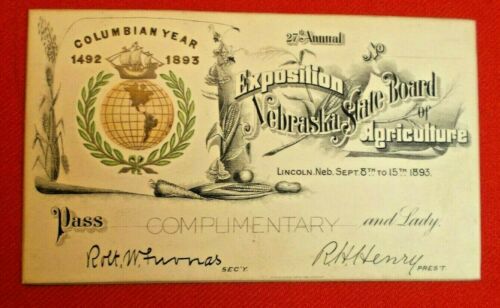 COLUMBIAN YEAR
1492 1893
27th Annual No
Exposition
Nebraska State Board
of
Agriculture
LINCOLN, NEB. SEPT. 8TH TO 15TH 1893.
Pass COMPLIMENTARY and Lady.
Robt. W. Furnas SEC'Y. R.H. Henry PRES'T